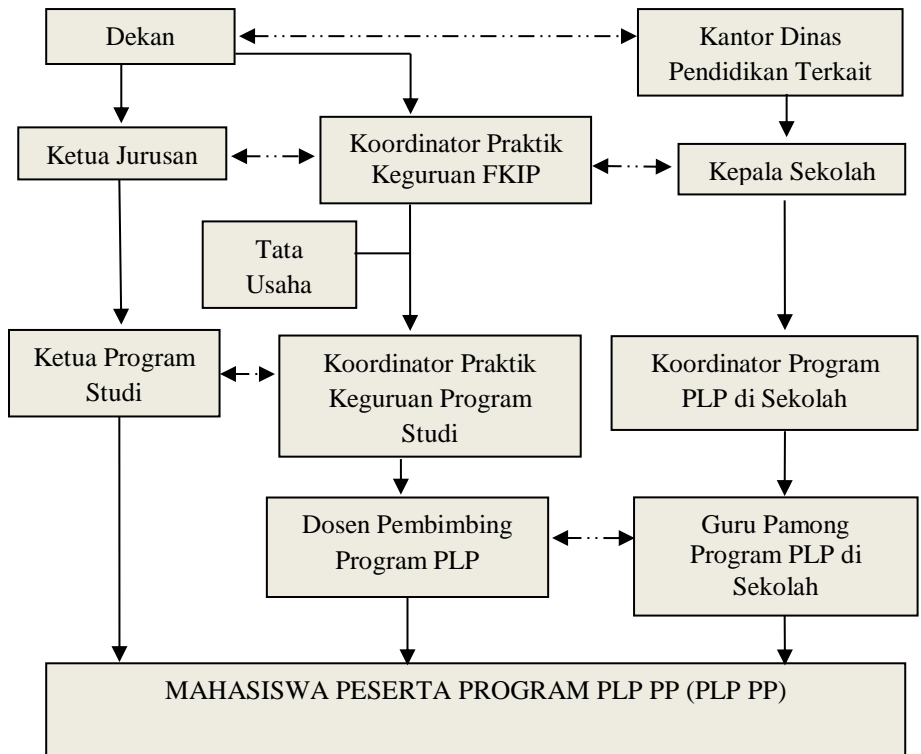 Dekan
Kantor Dinas
Pendidikan Terkait
Ketua Jurusan
Koordinator Praktik
Keguruan FKIP
Kepala Sekolah
Tata
Usaha
Ketua Program
Studi
Koordinator Praktik
Keguruan Program
Studi
Koordinator Program
PLP di Sekolah
Dosen Pembimbing
Program PLP
Guru Pamong
Program PLP di
Sekolah
MAHASISWA PESERTA PROGRAM PLP PP (PLP PP)